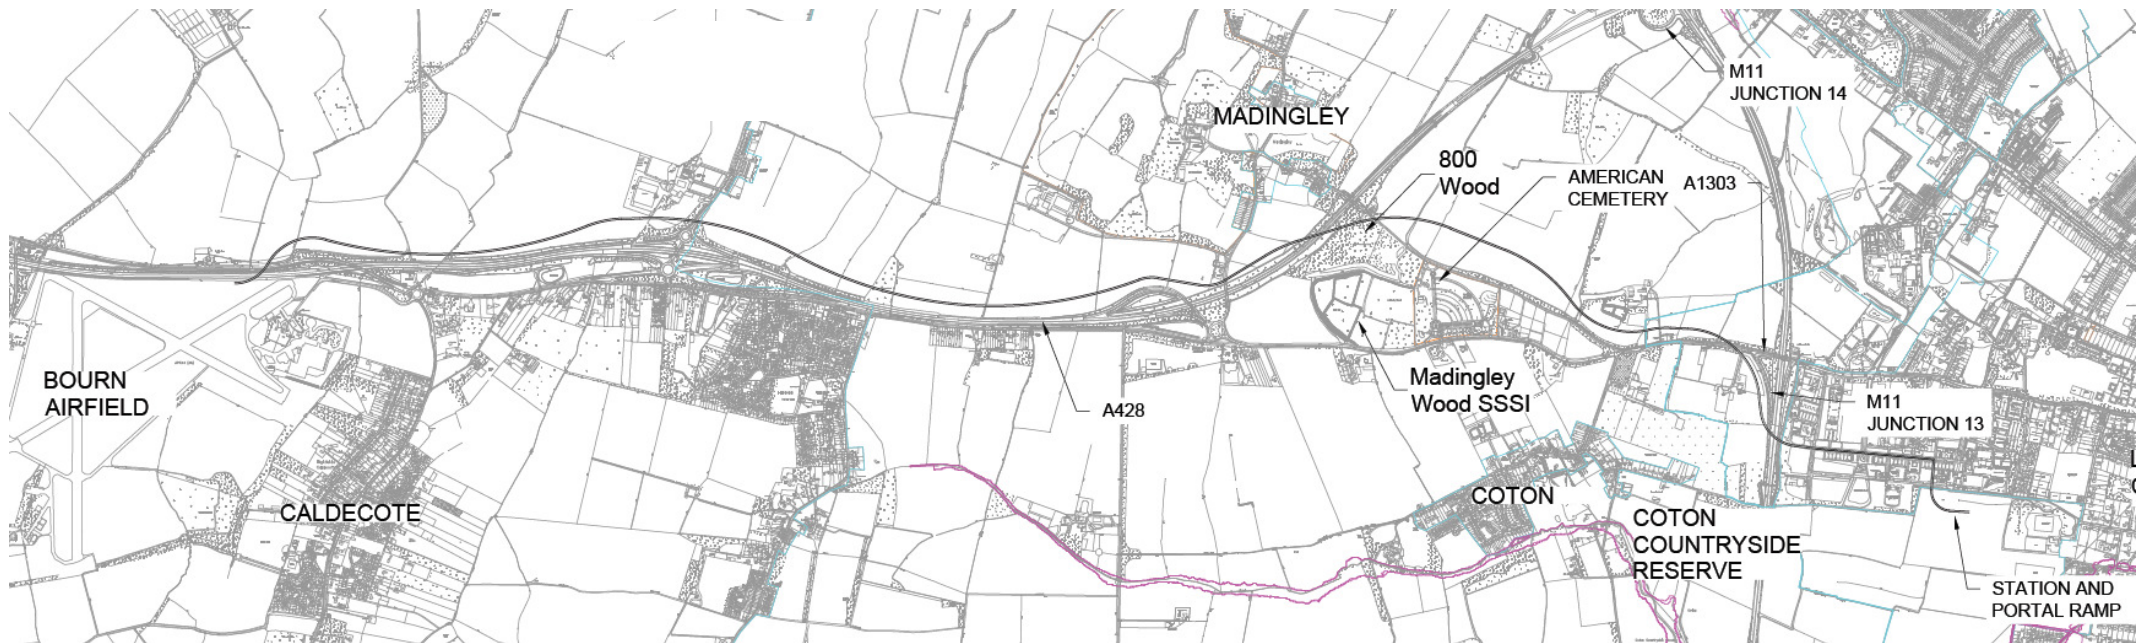 M11
JUNCTION 14
MADINGLEY
800
Wood
AMERICAN
CEMETERY
A1303
BOURN
AIRFIELD
Madingley
Wood SSSI
A428
M11
JUNCTION 13
CALDECOTE
COTON
COTON
COUNTRYSIDE
RESERVE
STATION AND
PORTAL RAMP